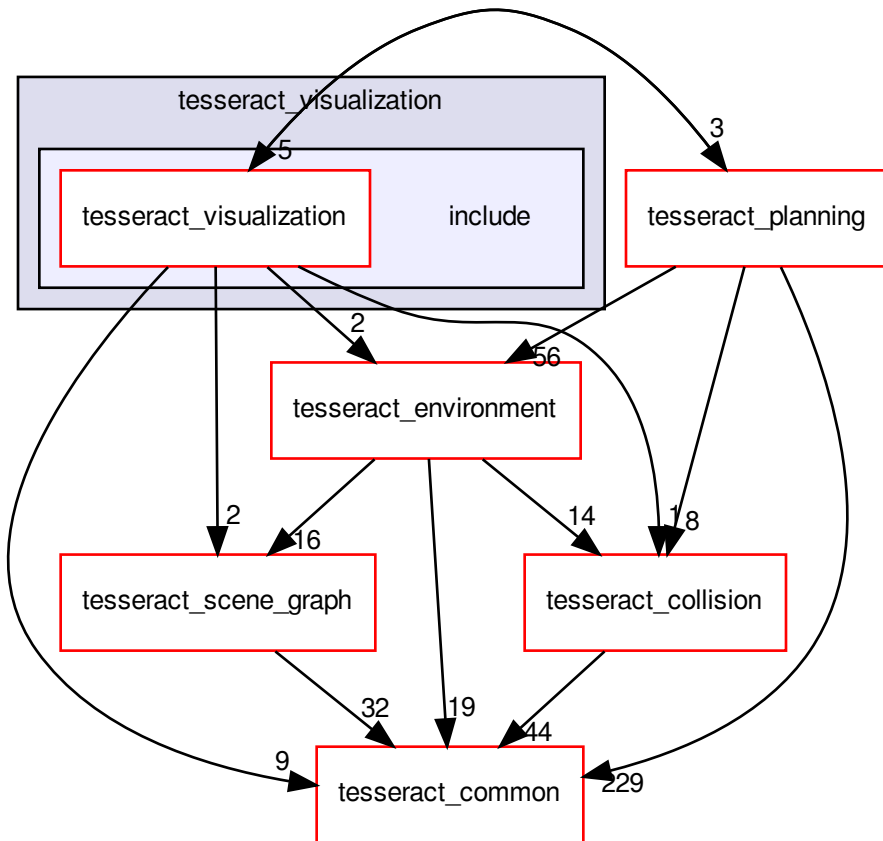 tesseract_visualization
5
3
tesseract_visualization
include
tesseract_planning
2
56
tesseract_environment
2
16
14
1
8
tesseract_scene_graph
tesseract_collision
32
19
44
9
229
tesseract_common